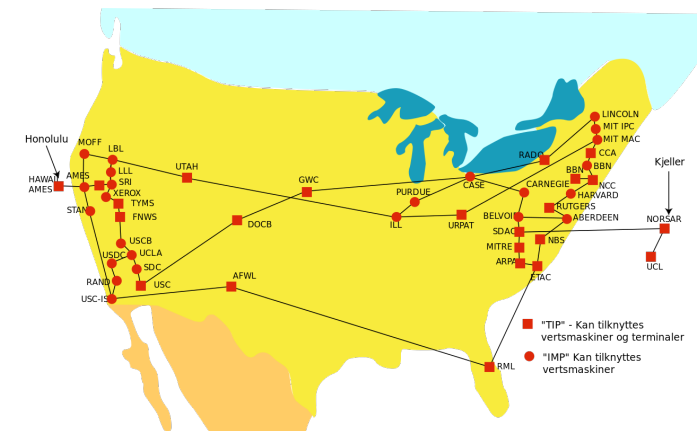 Honolulu
MOFF
LBL
HAWAI
AMES
AMES
LLL
SRI
XEROX
TYMS
STAN
FNWS
USCB
USDC
UCLA
SDC
RAND
USC
USC-IS
UTAH
GWC
DOCB
AFWL
PURDUE
ILL
URPAT
CASE
RADO
LINCOLN
MIT IPC
MIT MAC
CCA
BBN
BBN
NCC
CARNEGIE
HARVARD
RUTGERS
BELVOI
ABERDEEN
SDAC
NBS
MITRE
ARPA
ETAC
RML
Kjeller
NORSAR
UCL
"TIP" - Kan tilknyttes
vertsmaskiner og terminaler
"IMP" Kan tilknyttes
vertsmaskiner